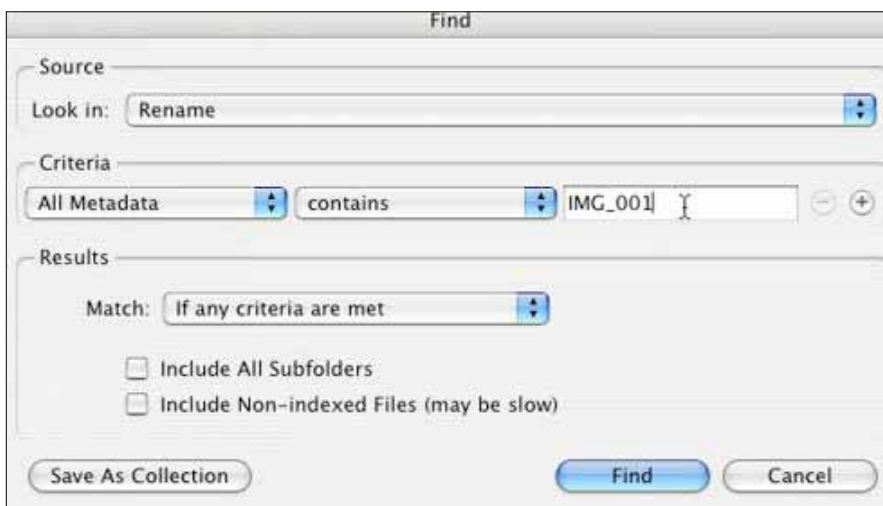 Find
Source
Look in: Rename
Criteria
All Metadata contains IMG_001
Results
Match: If any criteria are met
Include All Subfolders
Include Non-indexed Files (may be slow)
Save As Collection Find Cancel